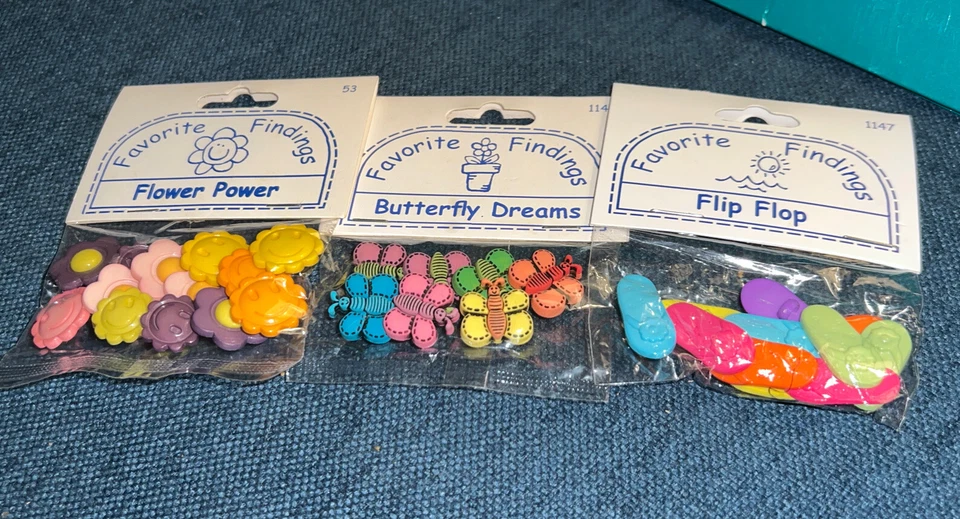 53
Favorite Findings
Flower Power
114
Favorite Findings
Butterfly Dreams
1147
Favorite Findings
Flip Flop